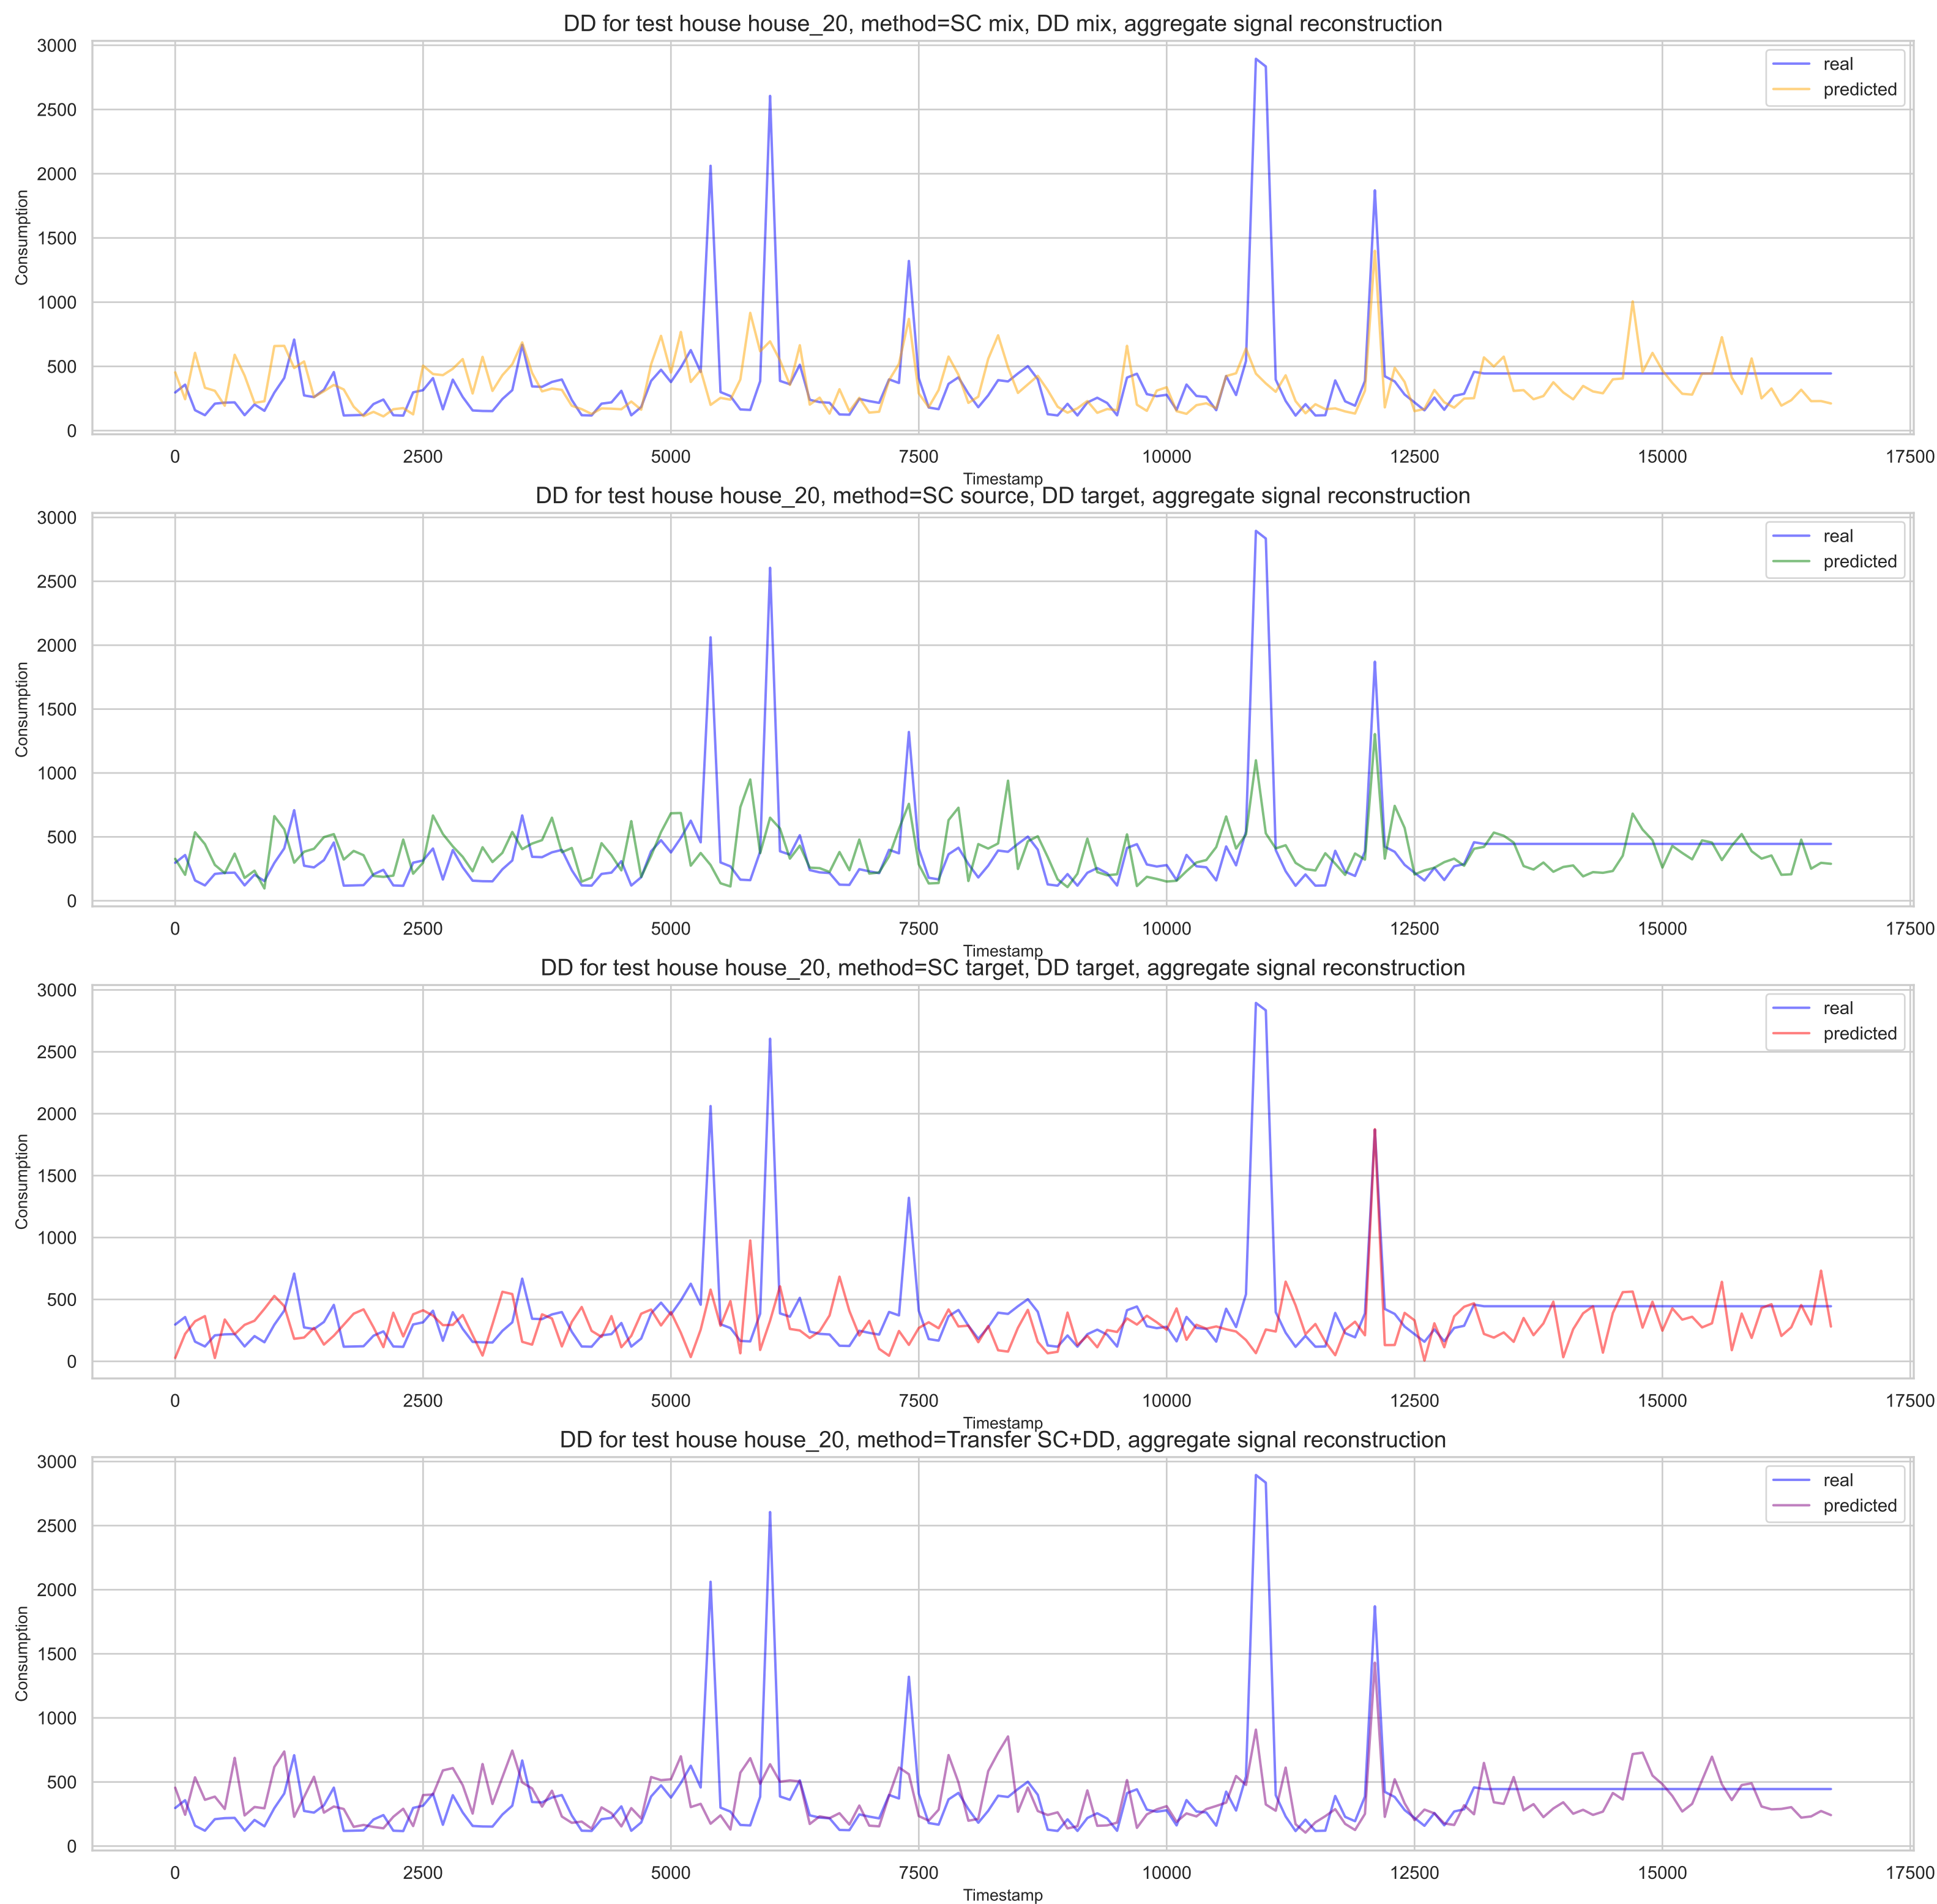 DD for test house house_20, method=SC mix, DD mix, aggregate signal reconstruction
3000
2500
2000
1500
1000
500
0
Consumption
real
predicted
0 2500 5000 7500 10000 12500 15000 17500
Timestamp
DD for test house house_20, method=SC source, DD target, aggregate signal reconstruction
3000
2500
2000
1500
1000
500
0
Consumption
real
predicted
0 2500 5000 7500 10000 12500 15000 17500
Timestamp
DD for test house house_20, method=SC target, DD target, aggregate signal reconstruction
3000
2500
2000
1500
1000
500
0
Consumption
real
predicted
0 2500 5000 7500 10000 12500 15000 17500
Timestamp
DD for test house house_20, method=Transfer SC+DD, aggregate signal reconstruction
3000
2500
2000
1500
1000
500
0
Consumption
real
predicted
0 2500 5000 7500 10000 12500 15000 17500
Timestamp